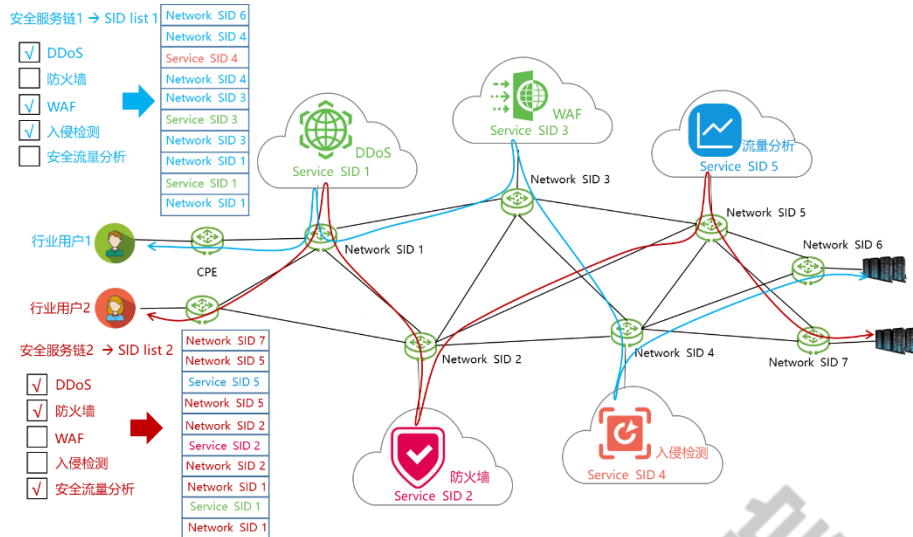 安全服务链1 → SID list 1
√ DDoS
防火墙
√ WAF
√ 入侵检测
安全流量分析
Network SID 6
Network SID 4
Service SID 4
Network SID 4
Network SID 3
Service SID 3
Network SID 3
Network SID 1
Service SID 1
Network SID 1
DDoS
Service SID 1
WAF
Service SID 3
流量分析
Service SID 5
Network SID 3
Network SID 5
Network SID 1
Network SID 6
行业用户1
CPE
行业用户2
Network SID 2
Network SID 4
Network SID 7
安全服务链2 → SID list 2
√ DDoS
√ 防火墙
WAF
入侵检测
√ 安全流量分析
Network SID 7
Network SID 5
Service SID 5
Network SID 5
Network SID 2
Service SID 2
Network SID 2
Network SID 1
Service SID 1
Network SID 1
防火墙
Service SID 2
入侵检测
Service SID 4